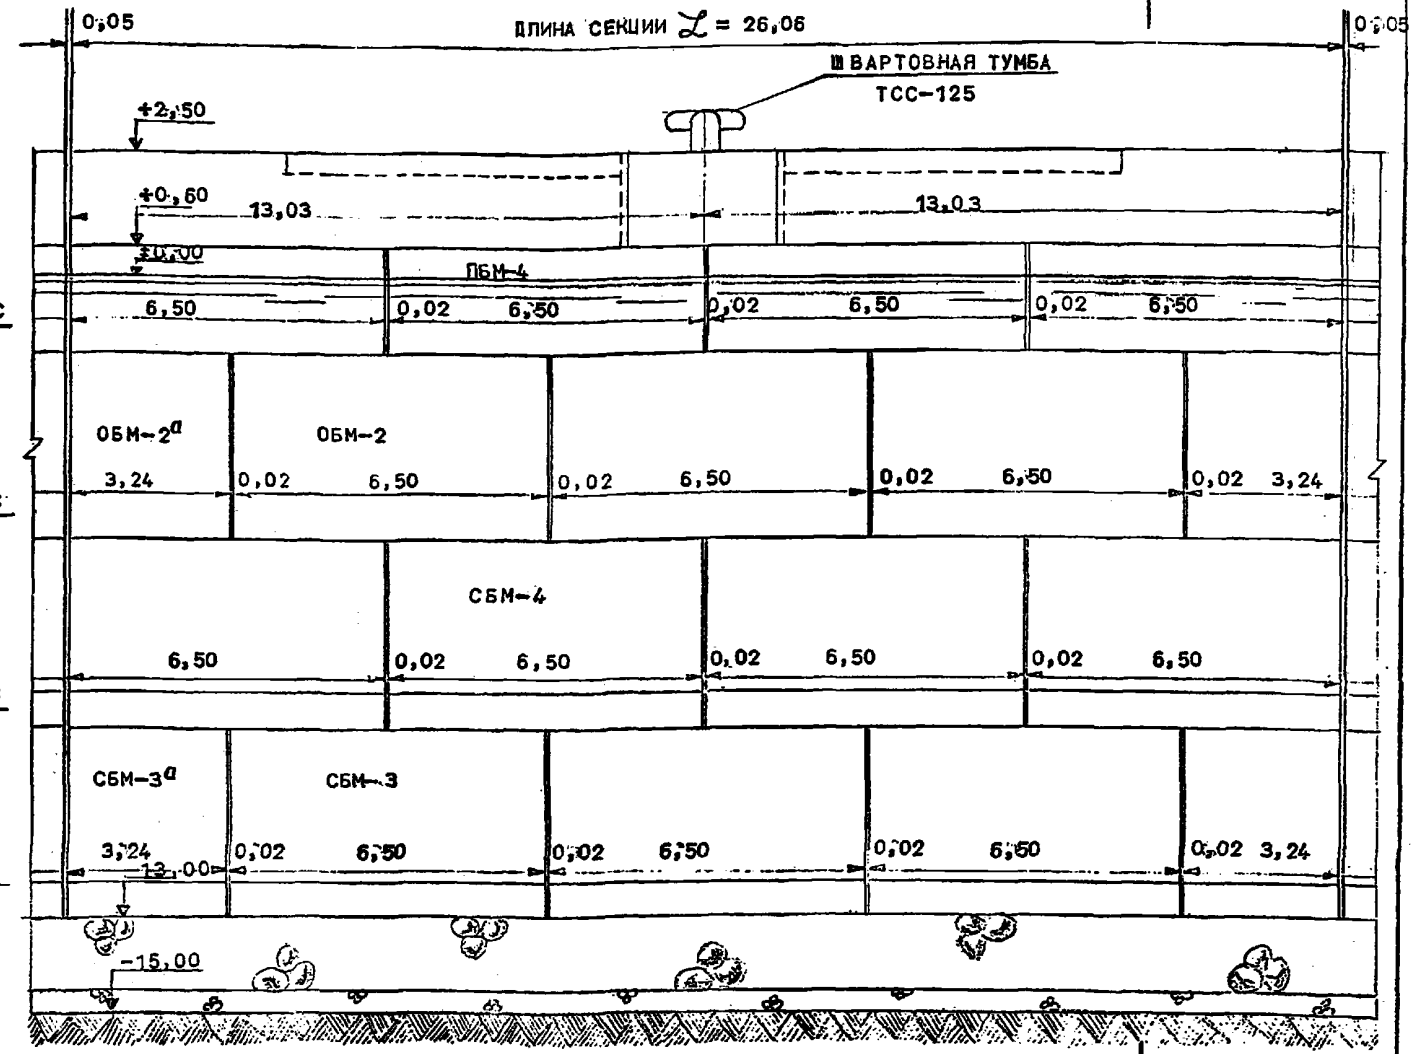 0,05 ДЛИНА СЕКЦИИ ℒ = 26,06 0,05
ШВАРТОВНАЯ ТУМБА
ТСС-125
+2,50
+0,60
13,03 13,03
±0,00
ПБМ-4
6,50 0,02 6,50 0,02 6,50 0,02 6,50
ОБМ-2а ОБМ-2
3,24 0,02 6,50 0,02 6,50 0,02 6,50 0,02 3,24
СБМ-4
6,50 0,02 6,50 0,02 6,50 0,02 6,50
СБМ-3а СБМ-3
3,24 0,02 6,50 0,02 6,50 0,02 6,50 0,02 3,24
-13,00
-15,00